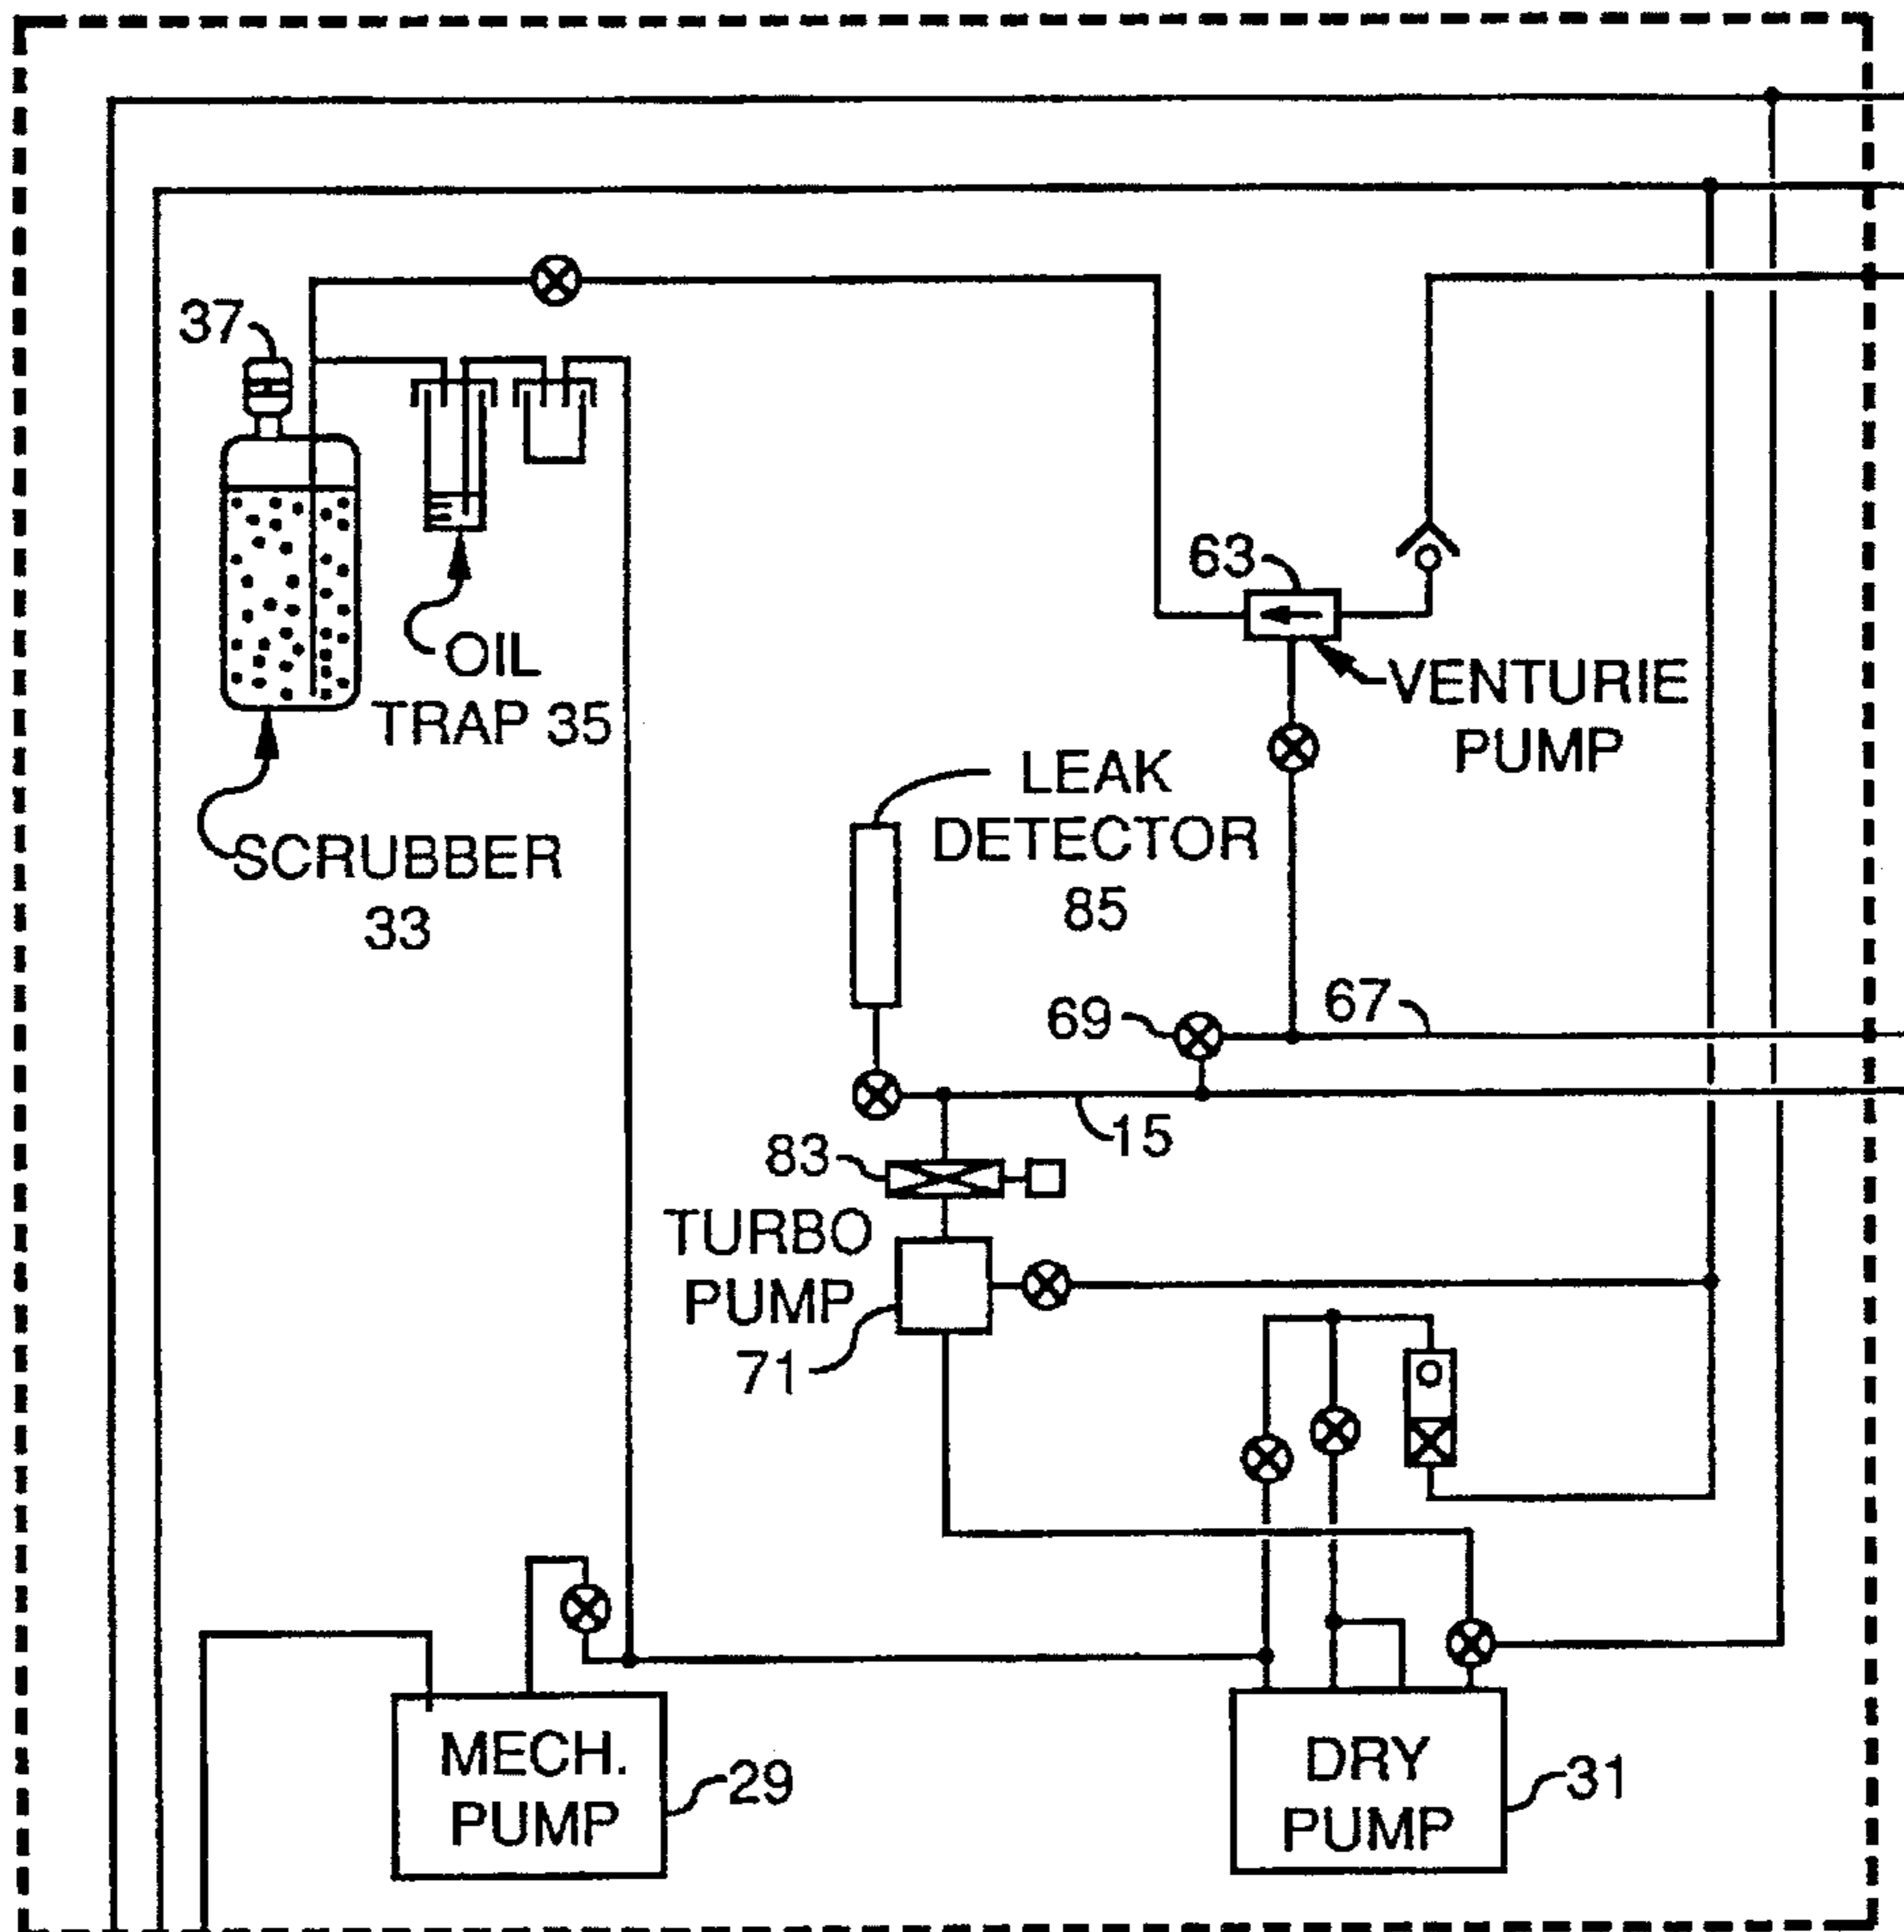 37
OIL
TRAP 35
SCRUBBER
33
63
VENTURIE
PUMP
LEAK
DETECTOR
85
69
67
15
83
TURBO
PUMP
71
MECH.
PUMP
29
DRY
PUMP
31